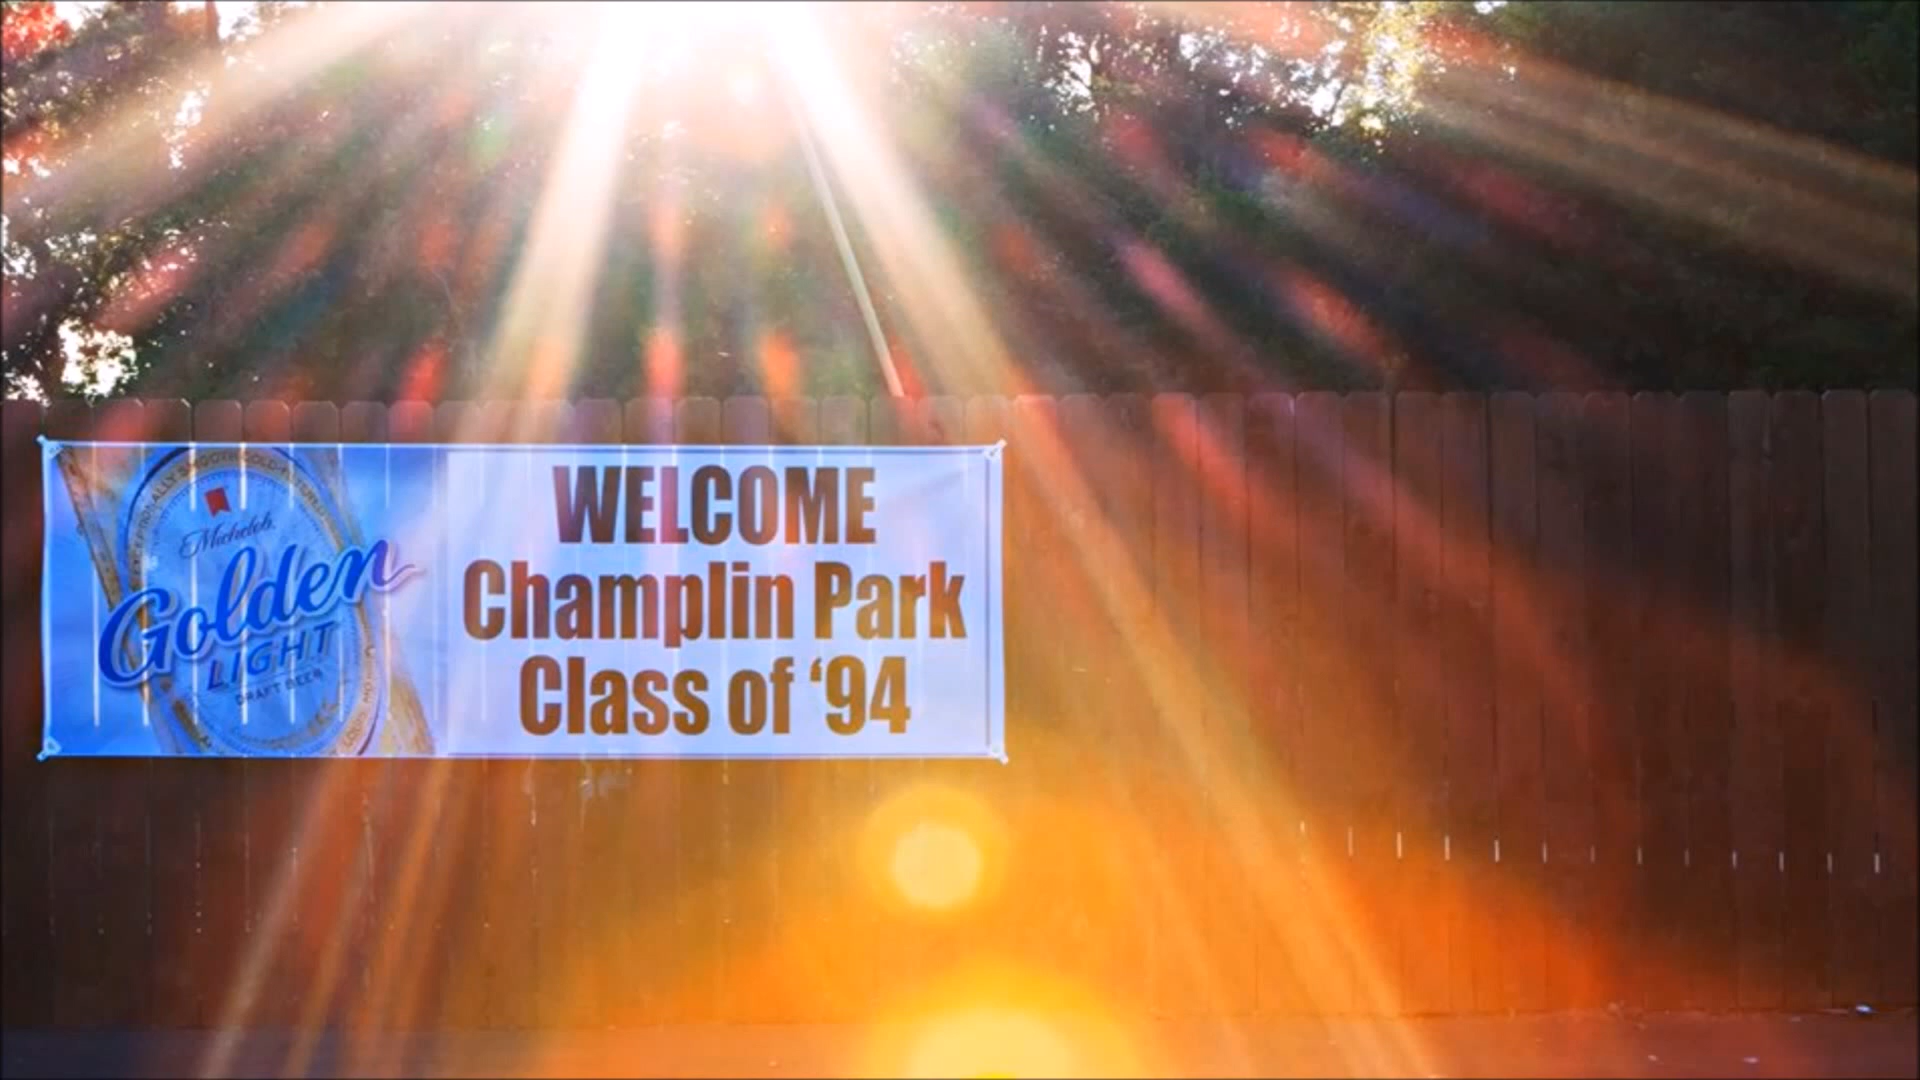 Michelob
Golden
LIGHT
DRAFT BEER
WELCOME
Champlin Park
Class of ‘94